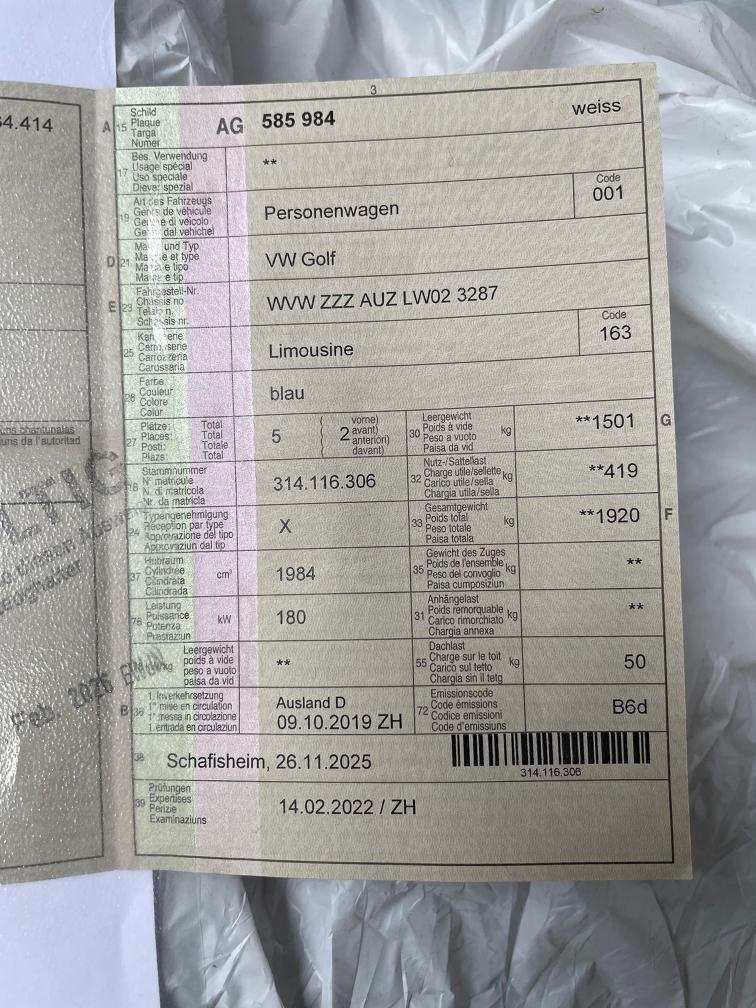 3
4.414
A 15 Schild
Plaque
Targa
Numer
AG 585 984 weiss
17 Bes. Verwendung
Usage spécial
Uso speciale
Diever spezial
**
19 Art des Fahrzeugs
Genre de véhicule
Genere di veicolo
Gener dal vehichel
Personenwagen
Code
001
D 21 und Typ
et type
e tipo
e tip
VW Golf
E 23 Fahrgestell-Nr.
Châssis no
Telaio n.
Schassis nr.
WVW ZZZ AUZ LW02 3287
25 Karosserie
Carrosserie
Carrozzeria
Carussaria
Limousine
Code
163
26 Farbe
Couleur
Colore
Colur
blau
27 Plätze: Total
Places: Total
Posti: Totale
Plazs: Total
5
2 vorne)
avant)
anteriori)
davant)
30 Leergewicht
Poids à vide
Peso a vuoto
Paisa da vid
kg
**1501 G
18 Stammnummer
N° matricule
N. di matricola
Nr. da matricla
314.116.306
32 Nutz-/Sattellast
Charge utile/sellette
Carico utile/sella
Chargia utila/sella
kg
**419
24 Typengenehmigung
Réception par type
Approvazione del tipo
Approvaziun dal tip
X
33 Gesamtgewicht
Poids total
Peso totale
Paisa totala
kg
**1920 F
37 Hubraum
Cylindrée
Cilindrata
Cilindrada
cm³
1984
35 Gewicht des Zuges
Poids de l'ensemble
Peso del convoglio
Paisa cumposiziun
kg
**
76 Leistung
Puissance
Potenza
Prestaziun
kW
180
31 Anhängelast
Poids remorquable
Carico rimorchiato
Chargia annexa
kg
**
Leergewicht
poids à vide
peso a vuoto
paisa da vid
**
55 Dachlast
Charge sur le toit
Carico sul tetto
Chargia sin il tetg
kg
50
B 36 1. Inverkehrsetzung
1re mise en circulation
1a messa in circolazione
1. entrada en circulaziun
Ausland D
09.10.2019 ZH
72 Emissionscode
Code émissions
Codice emissioni
Code d'emissiuns
B6d
38 Schafisheim, 26.11.2025
314.116.306
39 Prüfungen
Expertises
Perizie
Examinaziuns
14.02.2022 / ZH